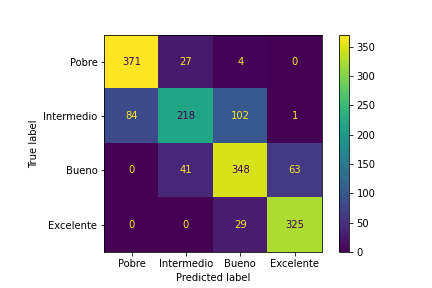 Pobre 371 27 4 0
Intermedio 84 218 102 1
Bueno 0 41 348 63
Excelente 0 0 29 325
Pobre Intermedio Bueno Excelente
Predicted label
True label
350
300
250
200
150
100
50
0